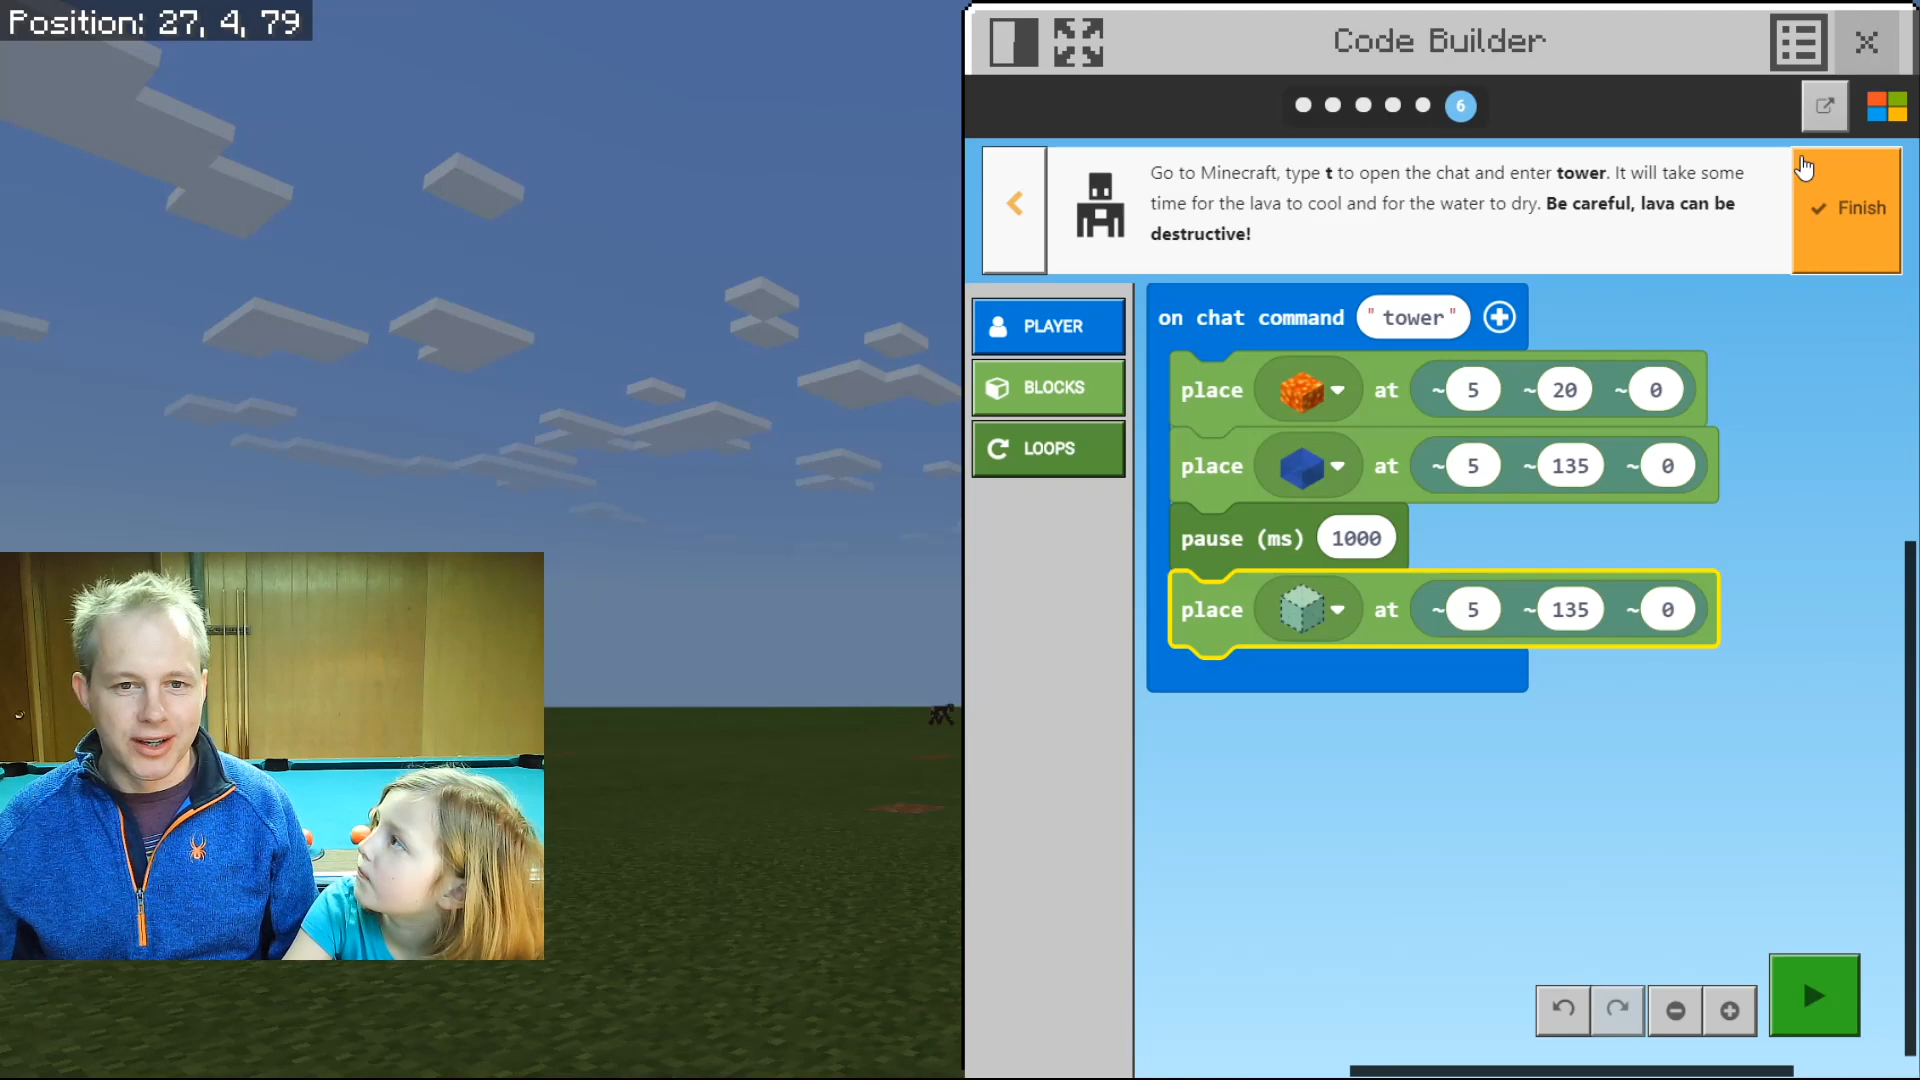 Position: 27, 4, 79
Code Builder
6
Go to Minecraft, type t to open the chat and enter tower. It will take some
time for the lava to cool and for the water to dry. Be careful, lava can be
destructive!
Finish
PLAYER
BLOCKS
LOOPS
on chat command "tower"
place at ~5 ~20 ~0
place at ~5 ~135 ~0
pause (ms) 1000
place at ~5 ~135 ~0